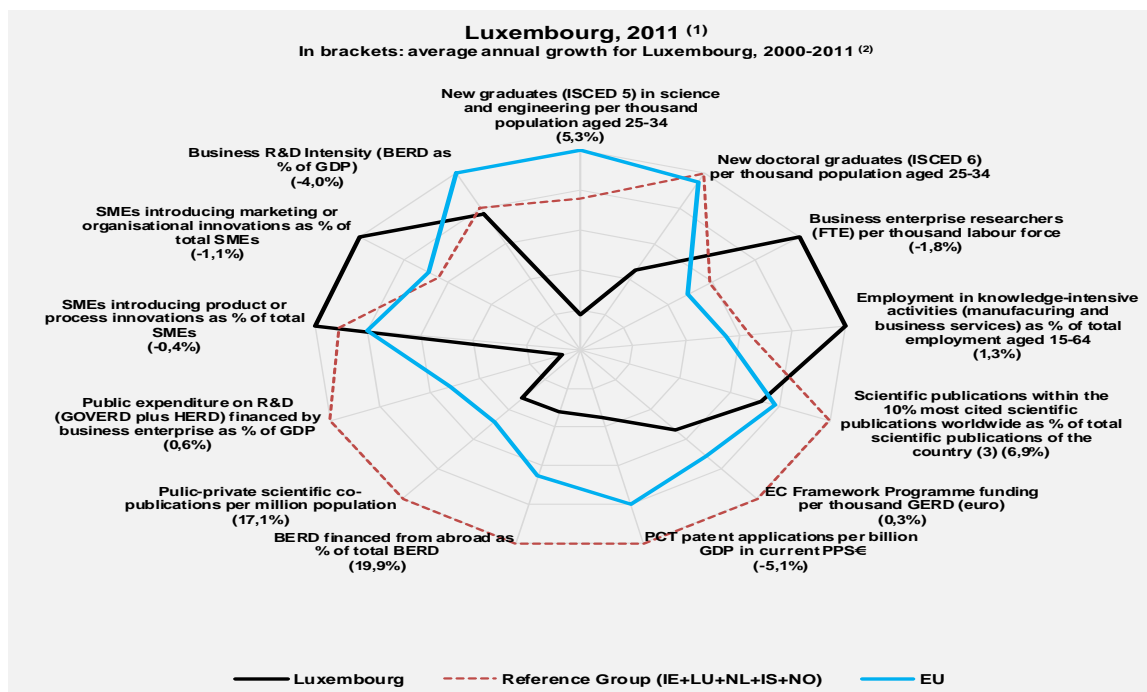 Luxembourg, 2011 (1)
In brackets: average annual growth for Luxembourg, 2000-2011 (2)
New graduates (ISCED 5) in science
and engineering per thousand
population aged 25-34
(5,3%)
New doctoral graduates (ISCED 6)
per thousand population aged 25-34
Business enterprise researchers
(FTE) per thousand labour force
(-1,8%)
Employment in knowledge-intensive
activities (manufacuring and
business services) as % of total
employment aged 15-64
(1,3%)
Scientific publications within the
10% most cited scientific
publications worldwide as % of total
scientific publications of the
country (3) (6,9%)
EC Framework Programme funding
per thousand GERD (euro)
(0,3%)
PCT patent applications per billion
GDP in current PPS€
(-5,1%)
BERD financed from abroad as
% of total BERD
(19,9%)
Pulic-private scientific co-
publications per million population
(17,1%)
Public expenditure on R&D
(GOVERD plus HERD) financed by
business enterprise as % of GDP
(0,6%)
SMEs introducing product or
process innovations as % of total
SMEs
(-0,4%)
SMEs introducing marketing or
organisational innovations as % of
total SMEs
(-1,1%)
Business R&D Intensity (BERD as
% of GDP)
(-4,0%)
Luxembourg
Reference Group (IE+LU+NL+IS+NO)
EU